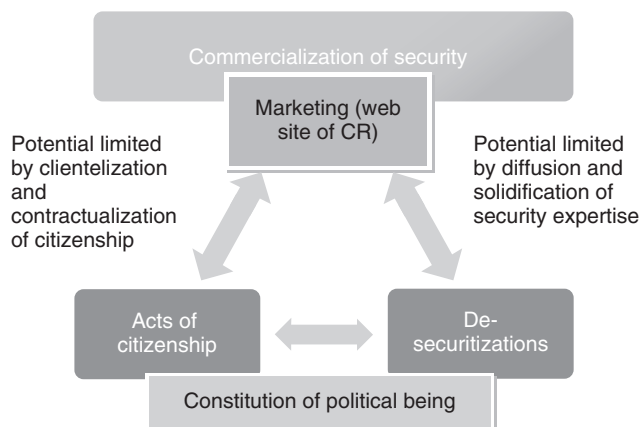 Commercialization of security
Marketing (web
site of CR)
Potential limited
by clientelization
and
contractualization
of citizenship
Potential limited
by diffusion and
solidification of
security expertise
Acts of
citizenship
De-
securitizations
Constitution of political being